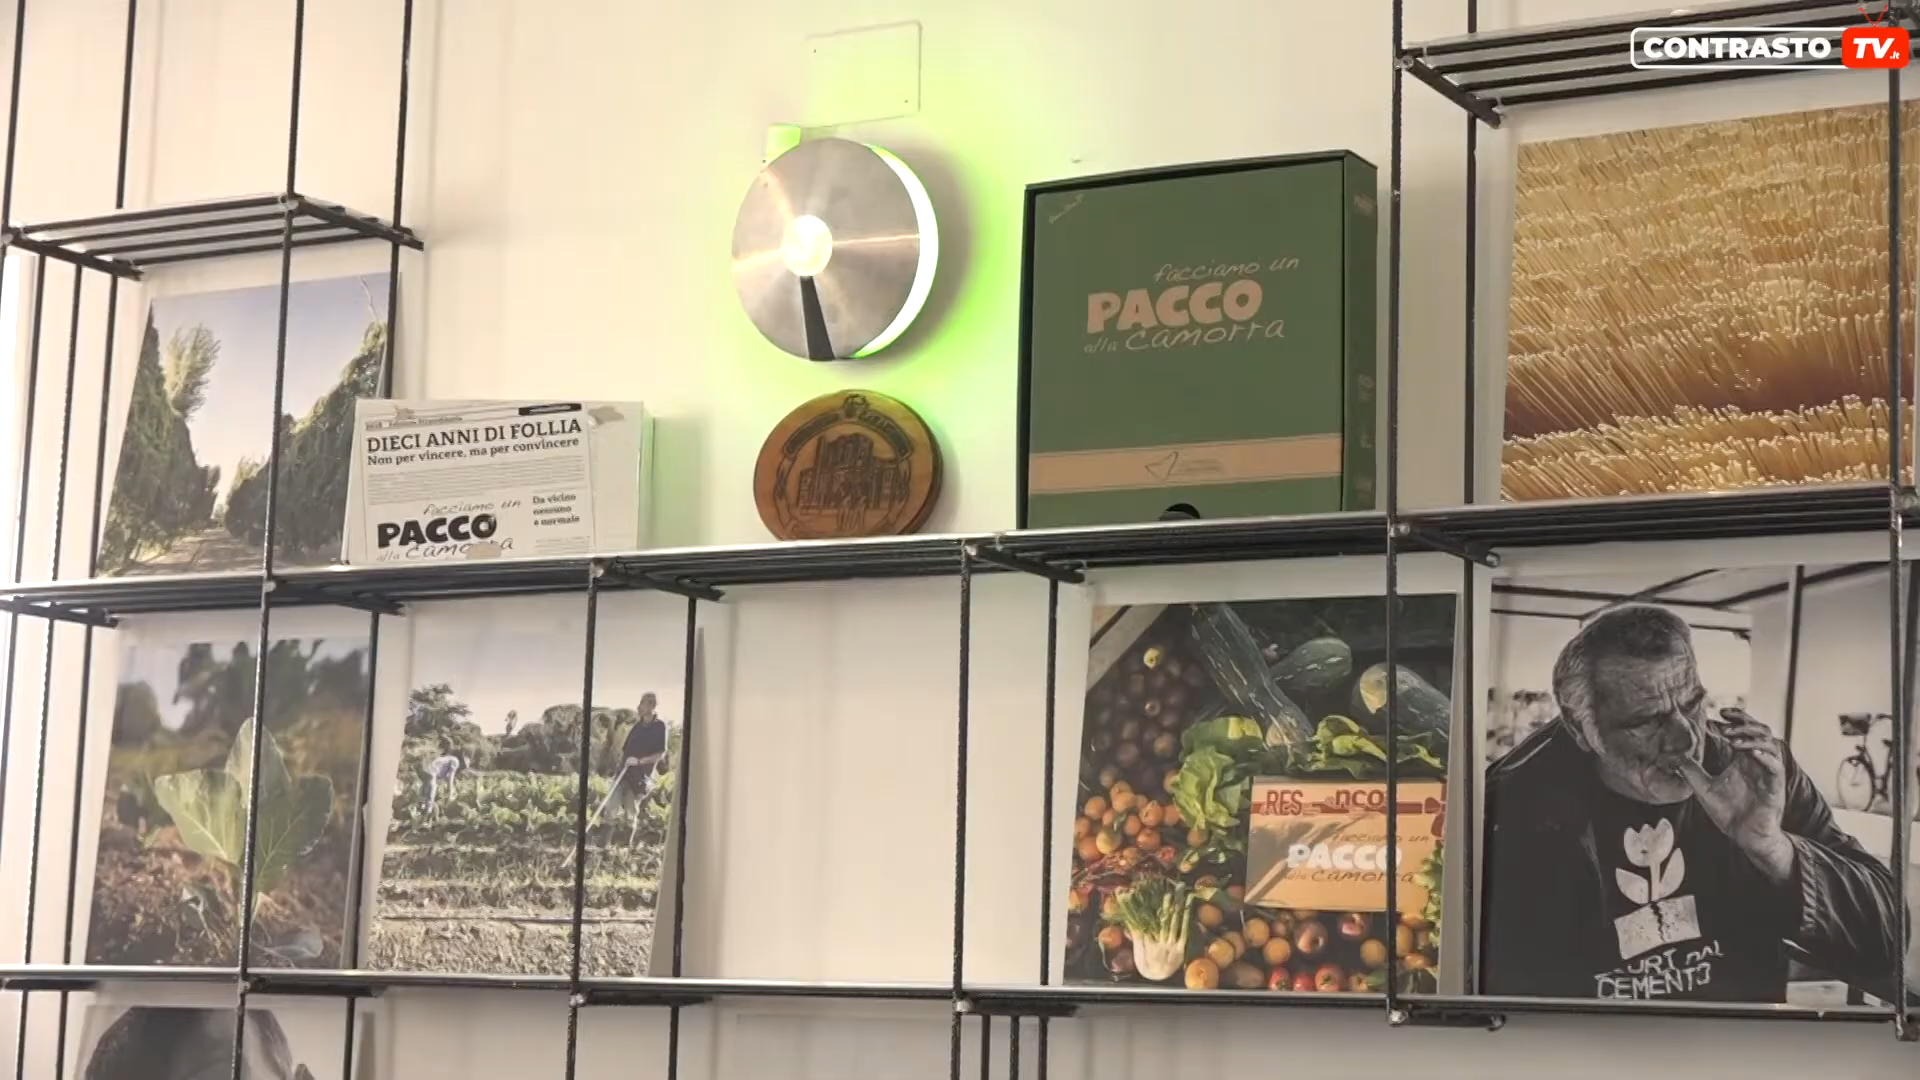 CONTRASTO TV.it
facciamo un
PACCO
alla camorra
DIECI ANNI DI FOLLIA
Non per vincere, ma per convincere
facciamo un
PACCO
alla camorra
Da vicino
nessuno
è normale
facciamo un
PACCO
alla camorra
CEMENTO